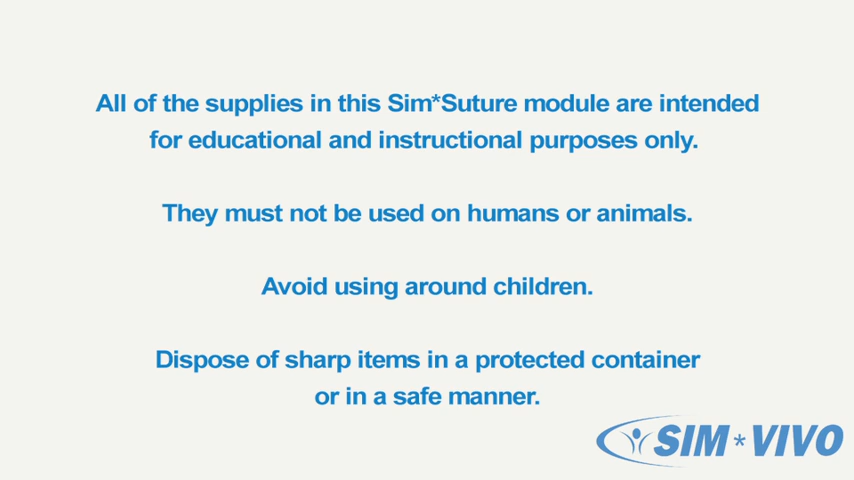 All of the supplies in this Sim*Suture module are intended
for educational and instructional purposes only.
They must not be used on humans or animals.
Avoid using around children.
Dispose of sharp items in a protected container
or in a safe manner.
SIM*VIVO